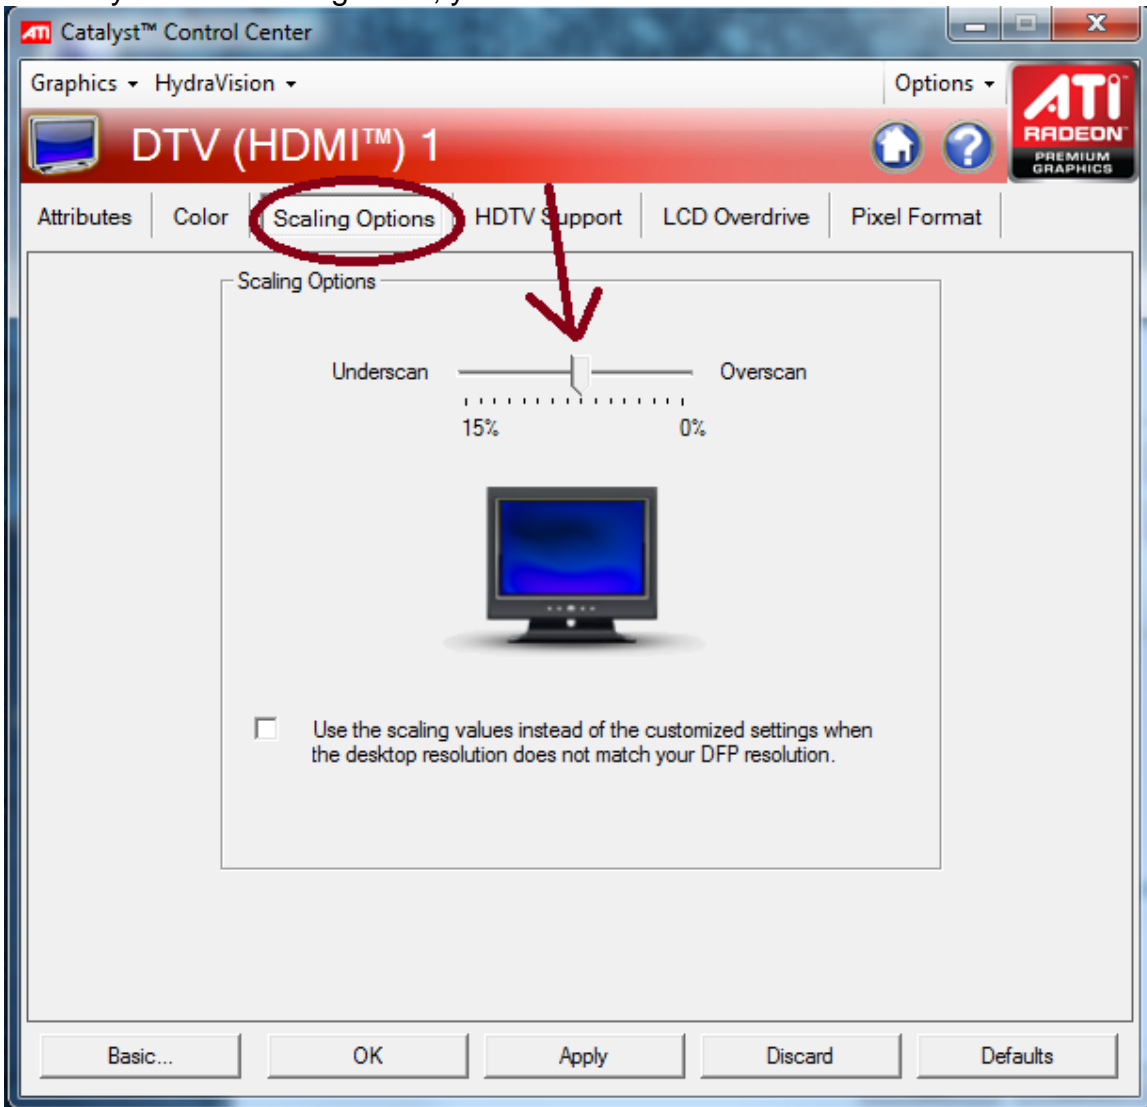 Catalyst™ Control Center
Graphics HydraVision Options
ATI
RADEON
PREMIUM
GRAPHICS
DTV (HDMI™) 1
Attributes Color Scaling Options HDTV Support LCD Overdrive Pixel Format
Scaling Options
Underscan Overscan
15% 0%
Use the scaling values instead of the customized settings when
the desktop resolution does not match your DFP resolution.
Basic... OK Apply Discard Defaults